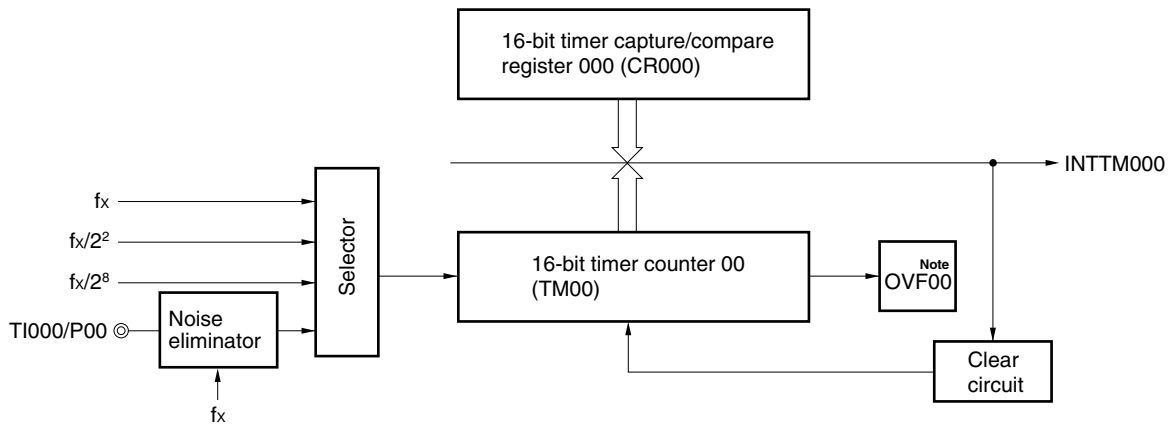 16-bit timer capture/compare
register 000 (CR000)
INTTM000
fX
fX/2²
fX/2⁸
Selector
16-bit timer counter 00
(TM00)
Note
OVF00
TI000/P00
Noise
eliminator
Clear
circuit
fX